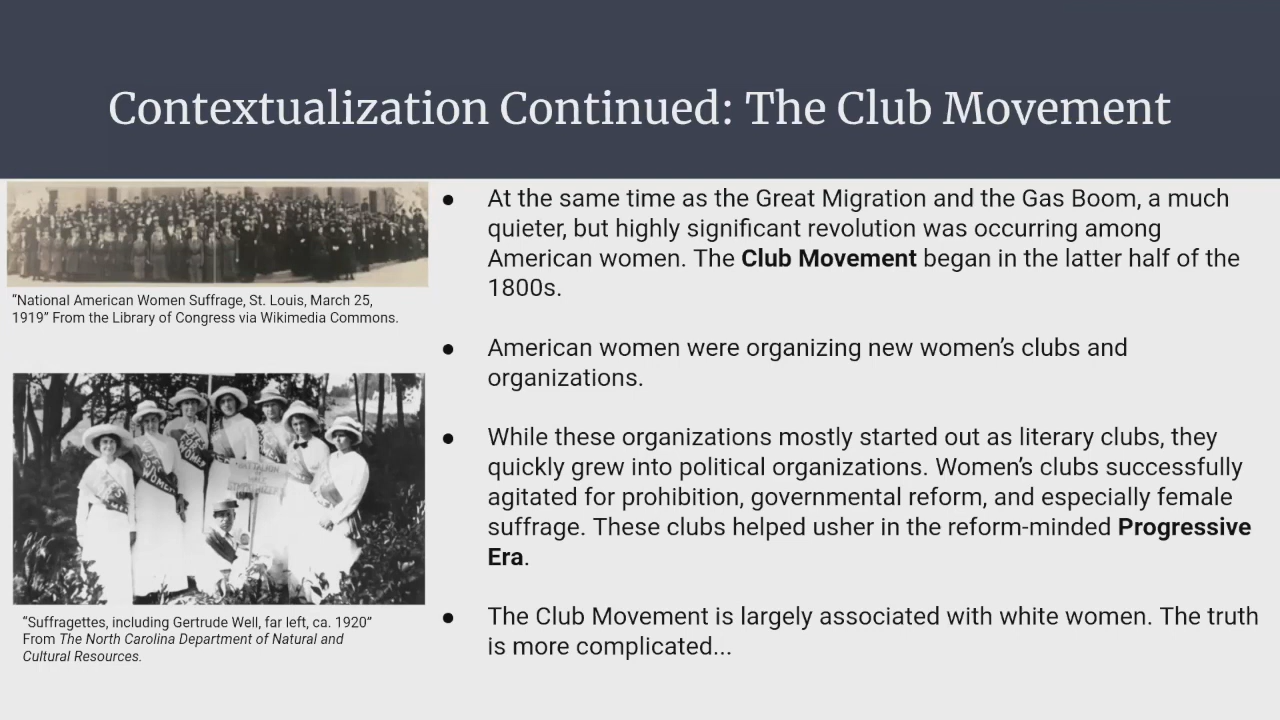 Contextualization Continued: The Club Movement
"National American Women Suffrage, St. Louis, March 25,
1919" From the Library of Congress via Wikimedia Commons.
"Suffragettes, including Gertrude Well, far left, ca. 1920"
From The North Carolina Department of Natural and
Cultural Resources.
● At the same time as the Great Migration and the Gas Boom, a much
quieter, but highly significant revolution was occurring among
American women. The Club Movement began in the latter half of the
1800s.
● American women were organizing new women's clubs and
organizations.
● While these organizations mostly started out as literary clubs, they
quickly grew into political organizations. Women's clubs successfully
agitated for prohibition, governmental reform, and especially female
suffrage. These clubs helped usher in the reform-minded Progressive
Era.
● The Club Movement is largely associated with white women. The truth
is more complicated...